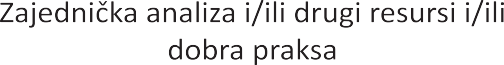 Zajednička analiza i/ili drugi resursi i/ili
dobra praksa